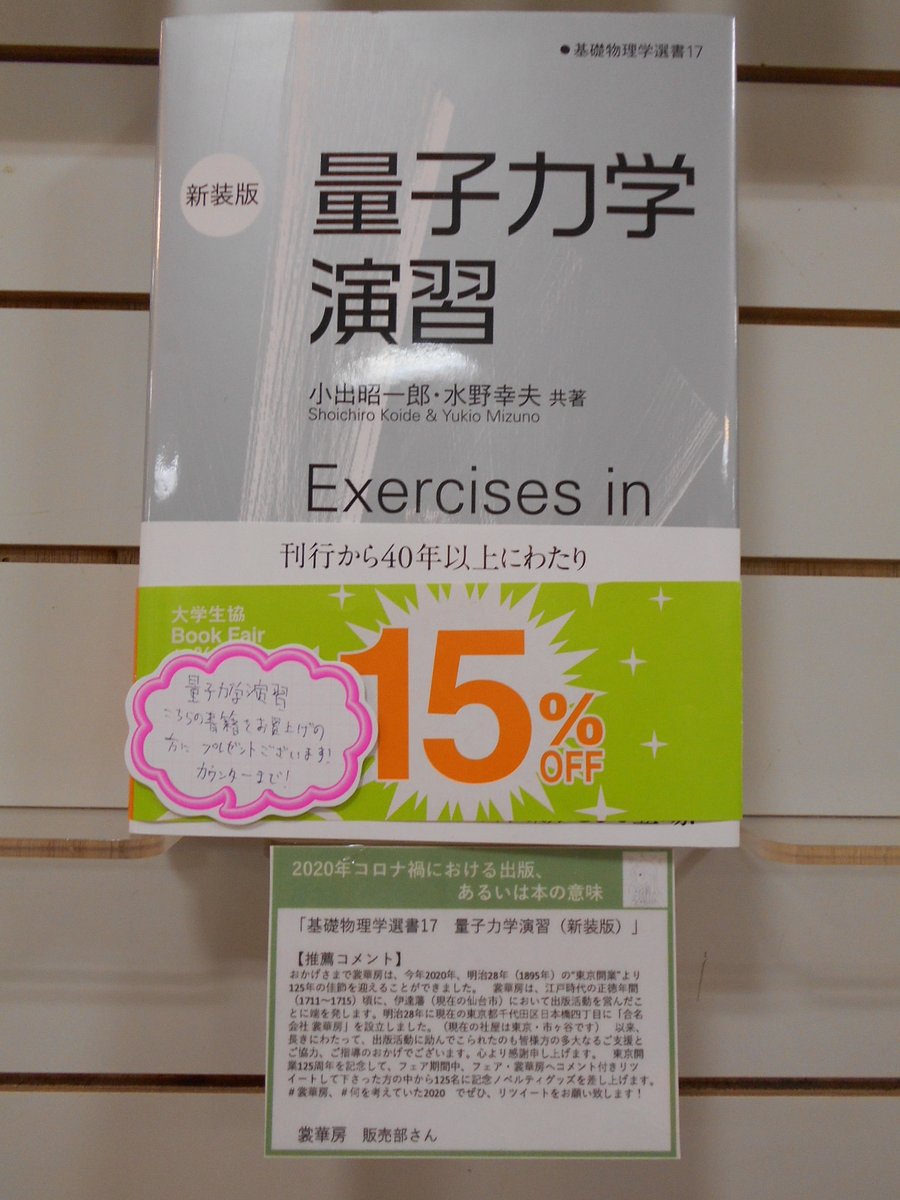 ●基礎物理学選書17
新装版
量子力学
演習
小出昭一郎・水野幸夫 共著
Shoichiro Koide & Yukio Mizuno
Exercises in
刊行から40年以上にわたり
大学生協
Book Fair
15%
OFF
量子力学演習
こちらの書籍をお買上げの
方に プレゼントございます!
カウンターまで!
2020年コロナ禍における出版、
あるいは本の意味
「基礎物理学選書17 量子力学演習（新装版）」
【推薦コメント】
おかげさまで裳華房は、今年2020年、明治28年（1895年）の“東京開業”より
125年の佳節を迎えることができました。 裳華房は、江戸時代の正徳年間
（1711～1715）頃に、伊達藩（現在の仙台市）において出版活動を営んだこ
とに端を発します。明治28年に現在の東京都千代田区日本橋四丁目に「合名
会社 裳華房」を設立しました。（現在の社屋は東京・市ヶ谷です） 以来、
長きにわたって、出版活動に励んでこられたのも皆様方の多大なるご支援と
ご協力、ご指導のおかげでございます。心より感謝申し上げます。 東京開
業125周年を記念して、フェア期間中、フェア・裳華房へコメント付きリツ
イートして下さった方の中から125名に記念ノベルティグッズを差し上げます。
＃裳華房、＃何を考えていた2020 でぜひ、リツイートをお願い致します！
裳華房 販売部さん